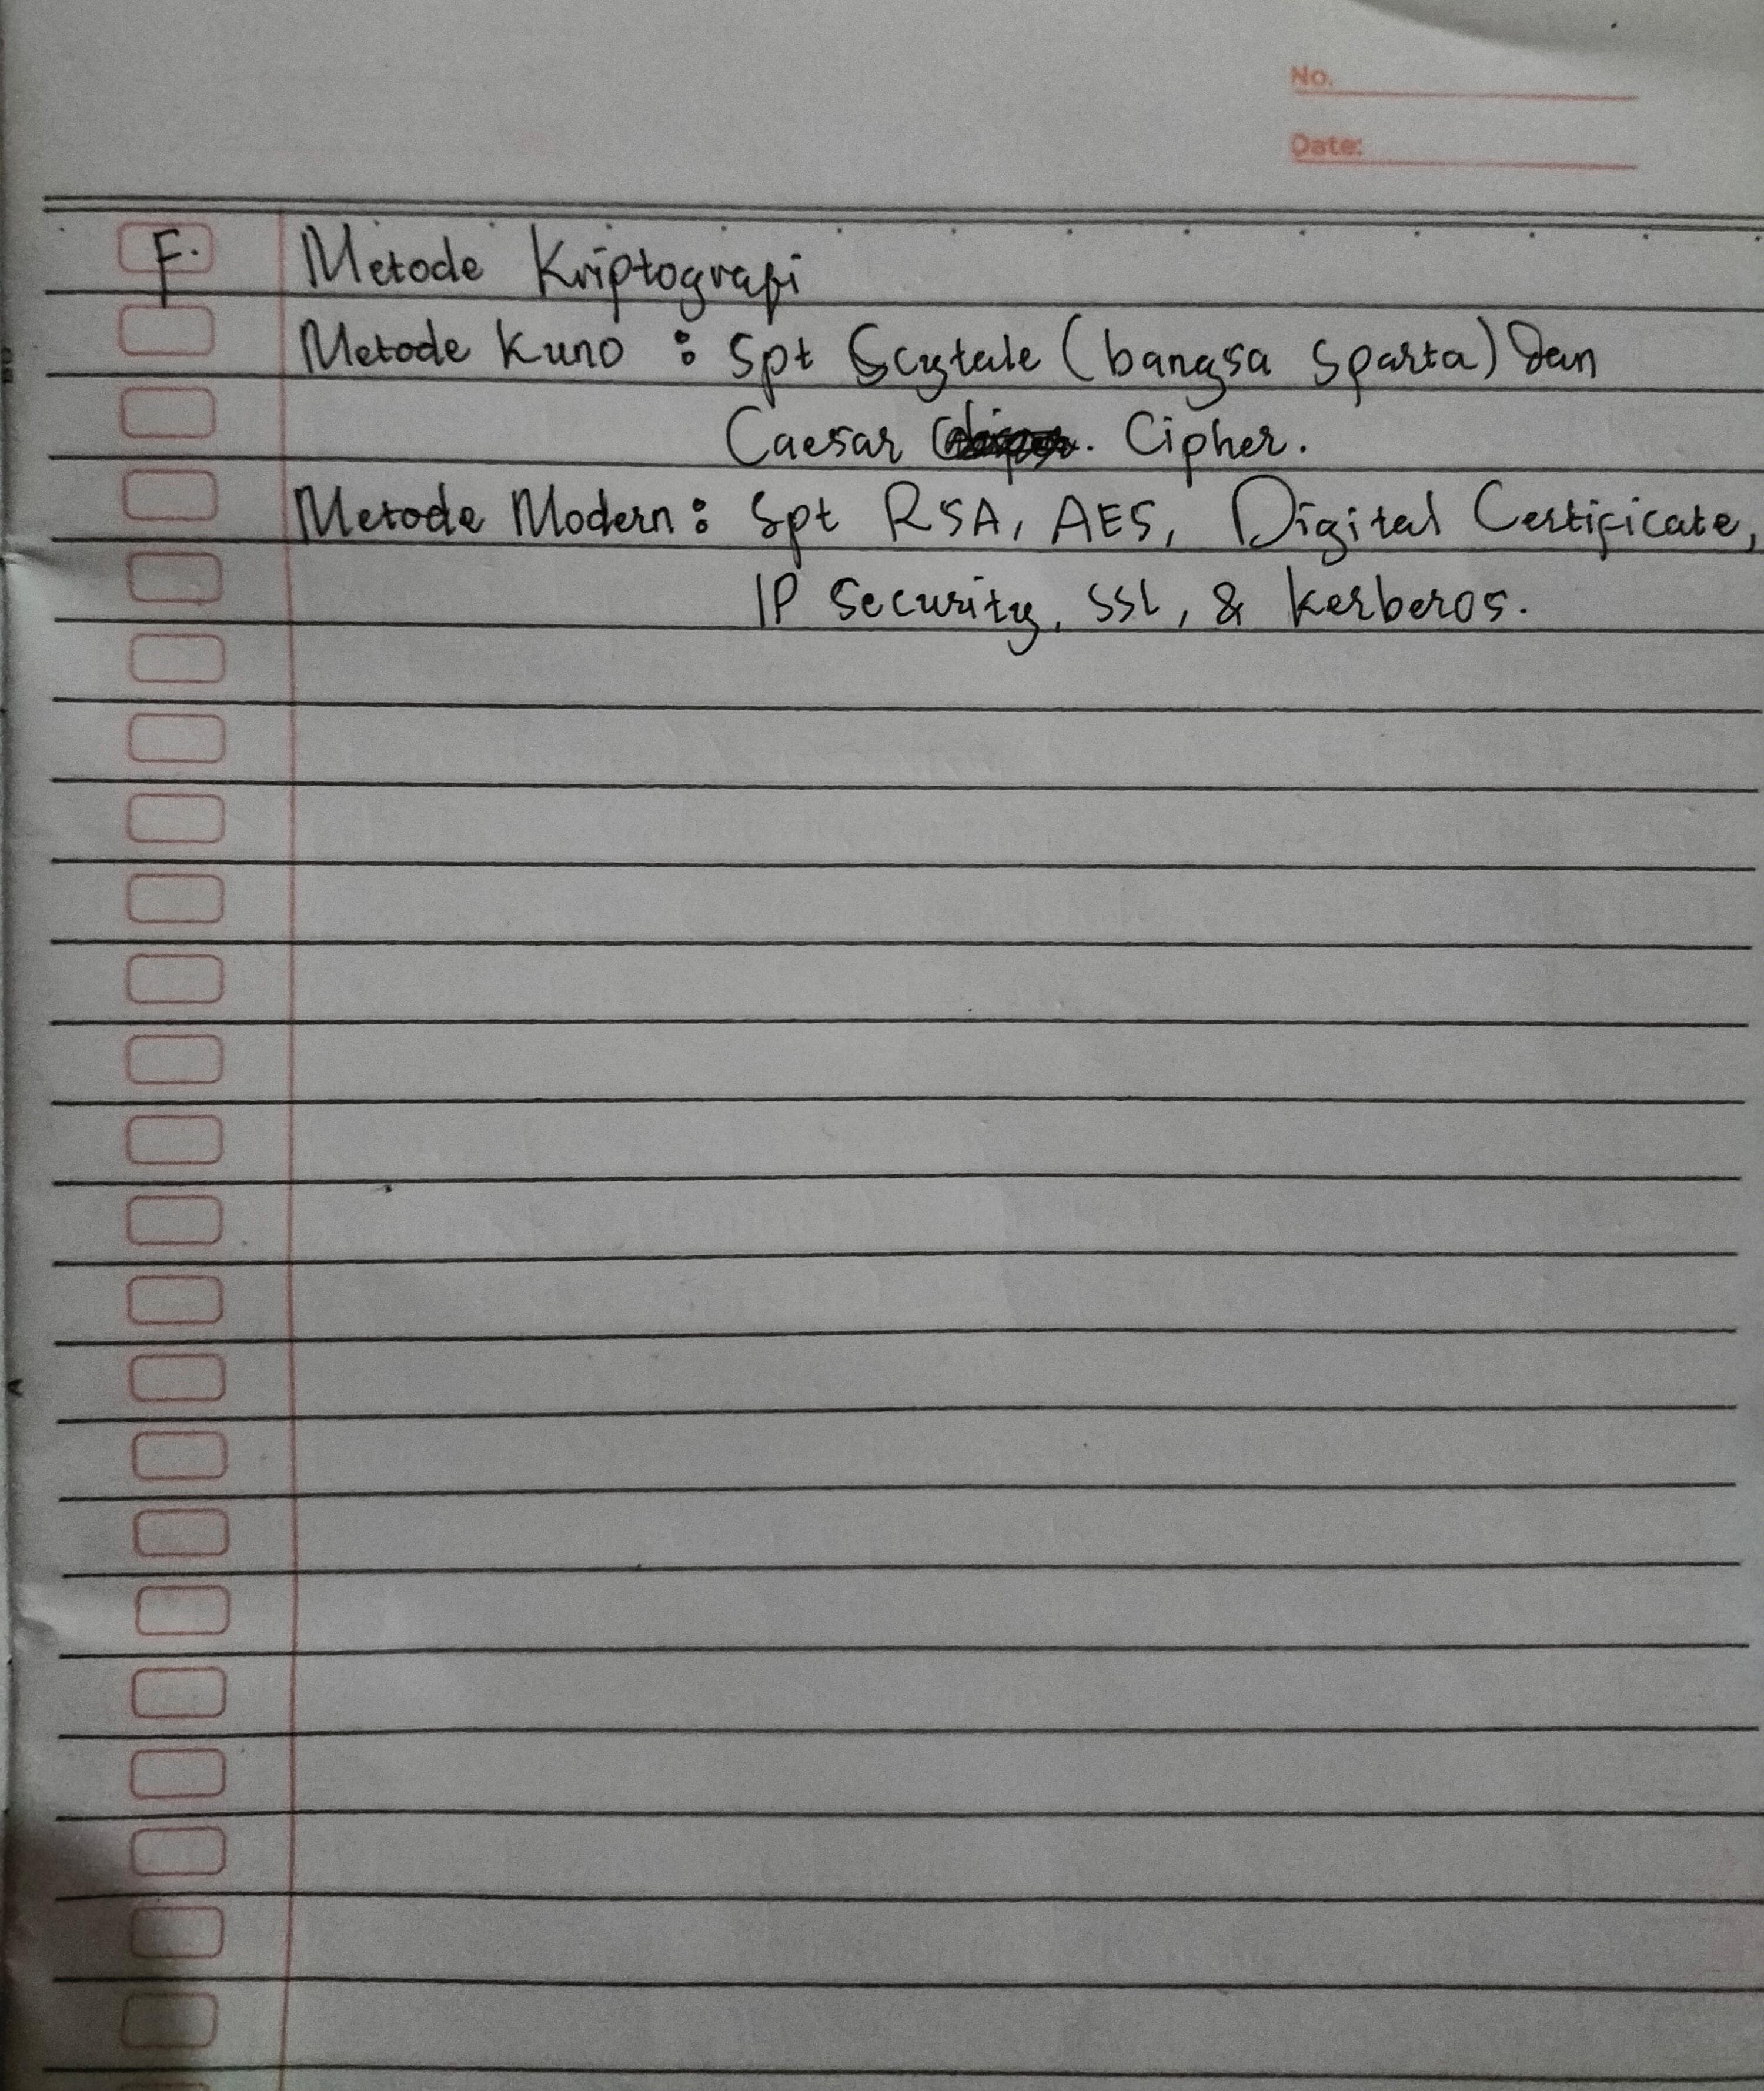 No.
Date:
F. Metode Kriptografi
Metode Kuno : Spt Scytale (bangsa Sparta) dan
Caesar Cipher.
Metode Modern : Spt RSA, AES, Digital Certificate,
IP Security, SSL, & Kerberos.